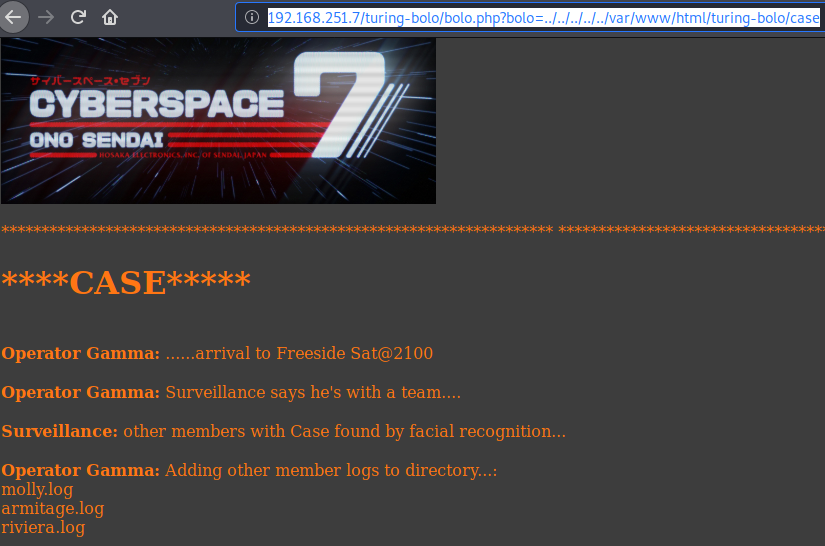 192.168.251.7/turing-bolo/bolo.php?bolo=../../../../../var/www/html/turing-bolo/case
サイバースペース・セブン
CYBERSPACE 7
ONO SENDAI
HOSAKA ELECTRONICS, INC. OF SENDAI, JAPAN
********************************************************************* **********************************
****CASE*****
Operator Gamma: ......arrival to Freeside Sat@2100
Operator Gamma: Surveillance says he's with a team....
Surveillance: other members with Case found by facial recognition...
Operator Gamma: Adding other member logs to directory...:
molly.log
armitage.log
riviera.log